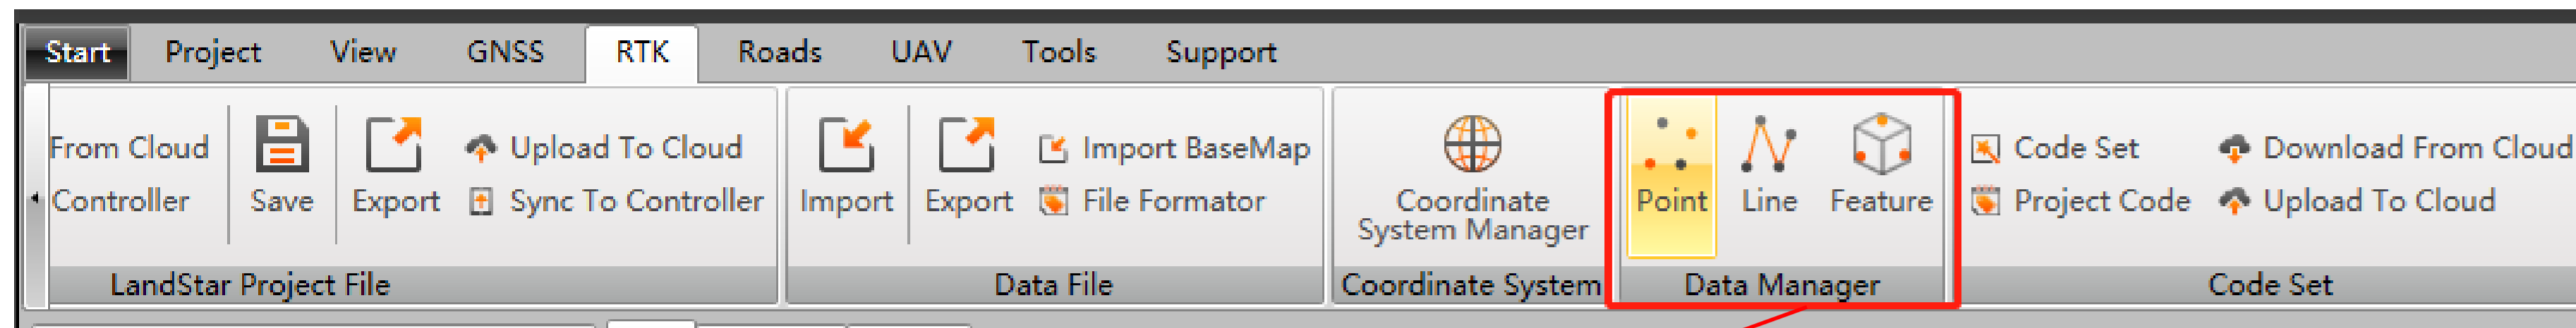 Start Project View GNSS RTK Roads UAV Tools Support
From Cloud
Controller
Save
Export
Upload To Cloud
Sync To Controller
LandStar Project File
Import
Export
Import BaseMap
File Formator
Data File
Coordinate
System Manager
Coordinate System
Point
Line
Feature
Data Manager
Code Set
Project Code
Download From Cloud
Upload To Cloud
Code Set